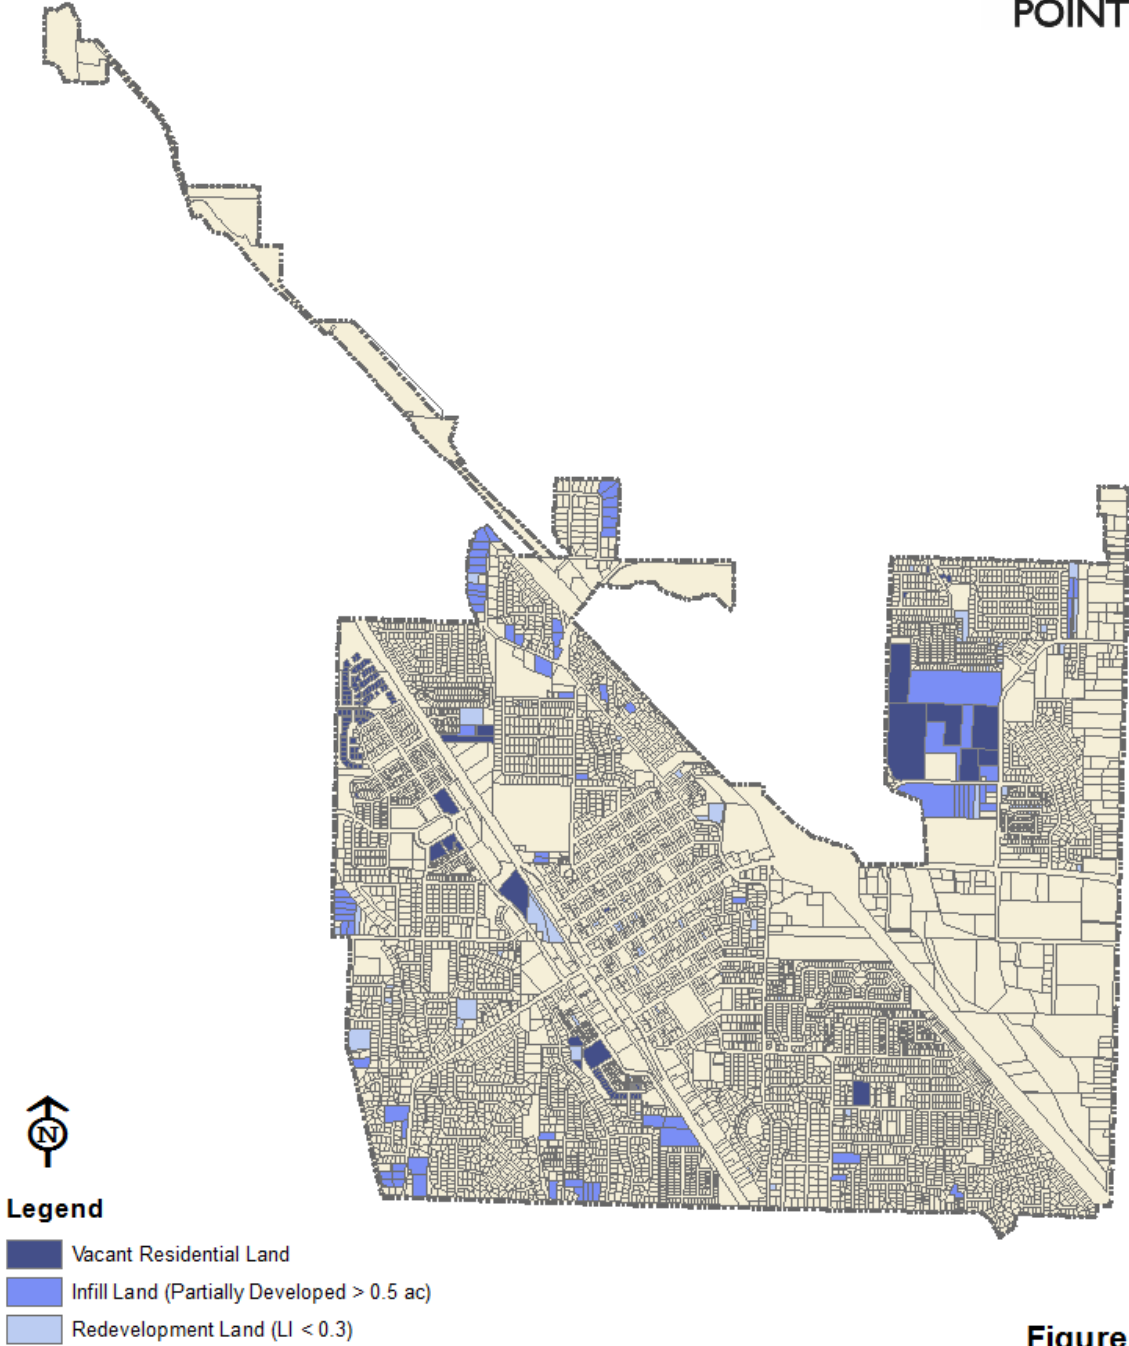 POINT
N
Legend
Vacant Residential Land
Infill Land (Partially Developed > 0.5 ac)
Redevelopment Land (LI < 0.3)
Figure